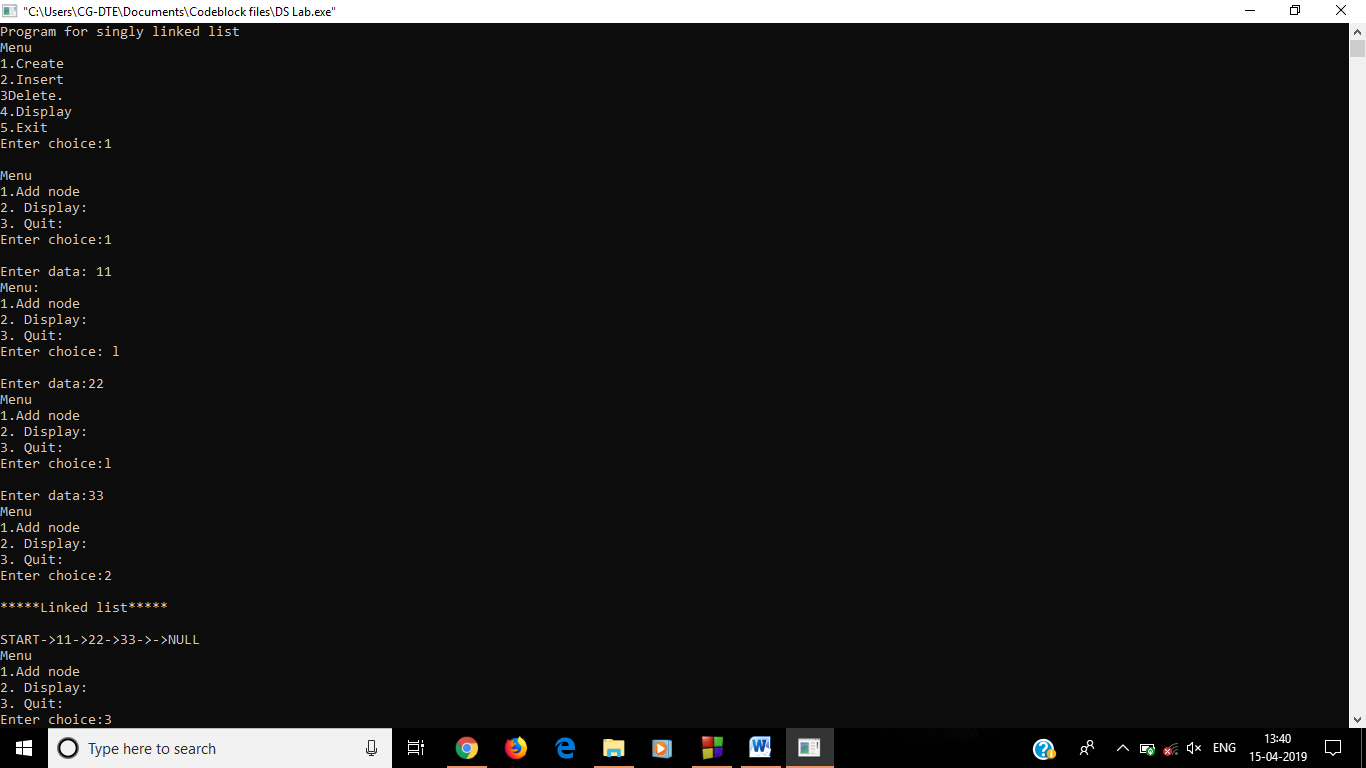 "C:\Users\CG-DTE\Documents\Codeblock files\DS Lab.exe"
Program for singly linked list
Menu
1.Create
2.Insert
3Delete.
4.Display
5.Exit
Enter choice:1
Menu
1.Add node
2. Display:
3. Quit:
Enter choice:1
Enter data: 11
Menu:
1.Add node
2. Display:
3. Quit:
Enter choice: l
Enter data:22
Menu
1.Add node
2. Display:
3. Quit:
Enter choice:l
Enter data:33
Menu
1.Add node
2. Display:
3. Quit:
Enter choice:2
*****Linked list*****
START->11->22->33->->NULL
Menu
1.Add node
2. Display:
3. Quit:
Enter choice:3
Type here to search
ENG
13:40
15-04-2019